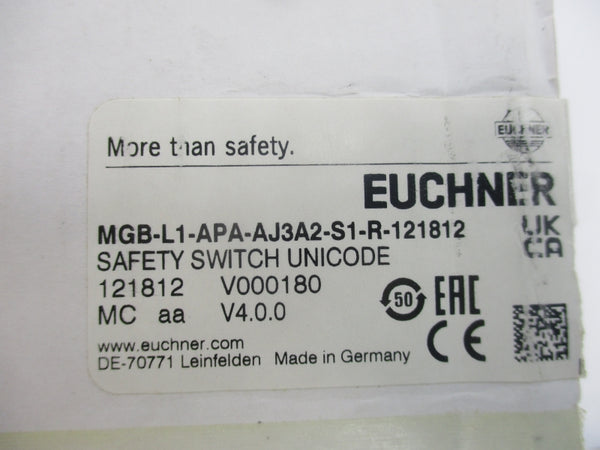 More than safety.
EUCHNER
EUCHNER
MGB-L1-APA-AJ3A2-S1-R-121812
UK
CA
SAFETY SWITCH UNICODE
121812 V000180
MC aa V4.0.0
50
EAC
CE
www.euchner.com
DE-70771 Leinfelden Made in Germany